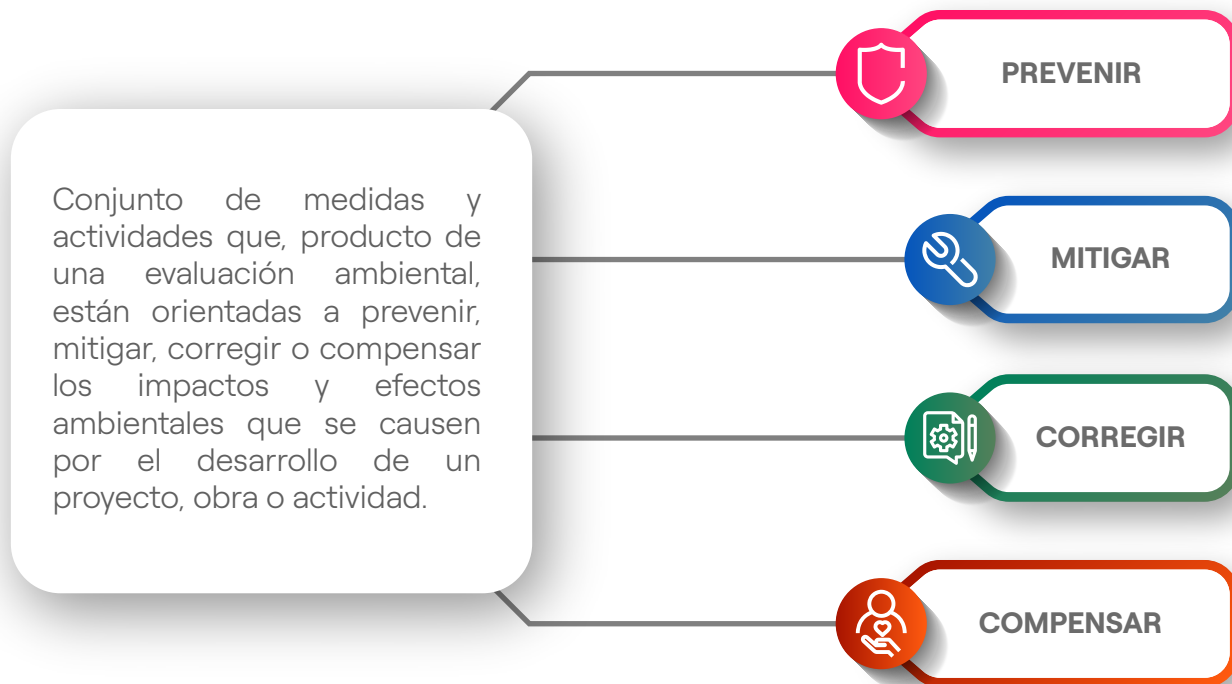 Conjunto de medidas y
actividades que, producto de
una evaluación ambiental,
están orientadas a prevenir,
mitigar, corregir o compensar
los impactos y efectos
ambientales que se causen
por el desarrollo de un
proyecto, obra o actividad.
PREVENIR
MITIGAR
CORREGIR
COMPENSAR